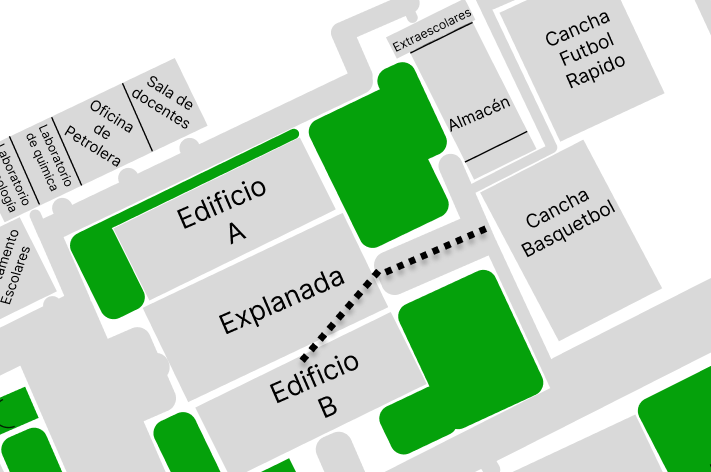 Extraescolares
Cancha
Futbol
Rapido
Almacén
Sala de
docentes
Oficina
de
Petrolera
Laboratorio
de quimica
Edificio
A
Cancha
Basquetbol
Explanada
Edificio
B
Escolares